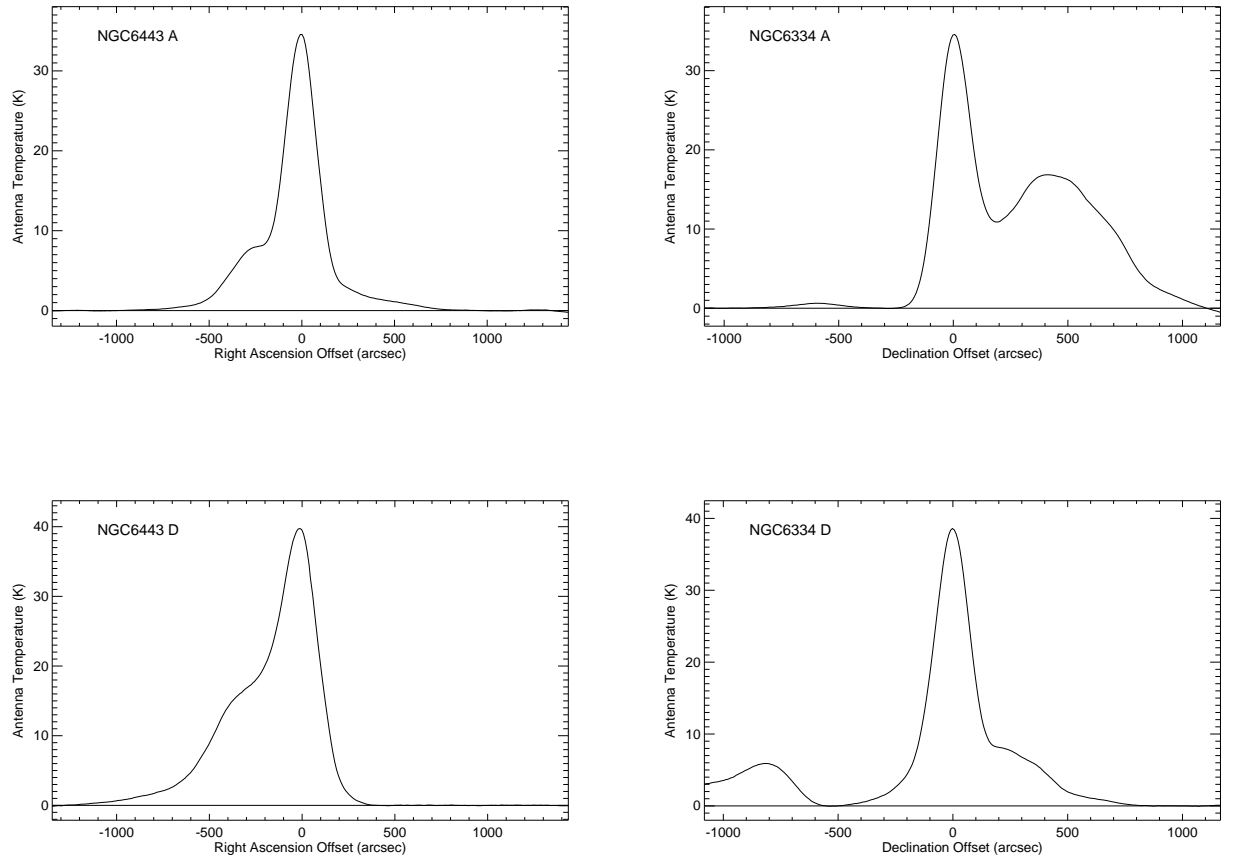 NGC6443 A
Antenna Temperature (K)
30
20
10
0
-1000 -500 0 500 1000
Right Ascension Offset (arcsec)
NGC6334 A
Antenna Temperature (K)
30
20
10
0
-1000 -500 0 500 1000
Declination Offset (arcsec)
NGC6443 D
Antenna Temperature (K)
40
30
20
10
0
-1000 -500 0 500 1000
Right Ascension Offset (arcsec)
NGC6334 D
Antenna Temperature (K)
40
30
20
10
0
-1000 -500 0 500 1000
Declination Offset (arcsec)